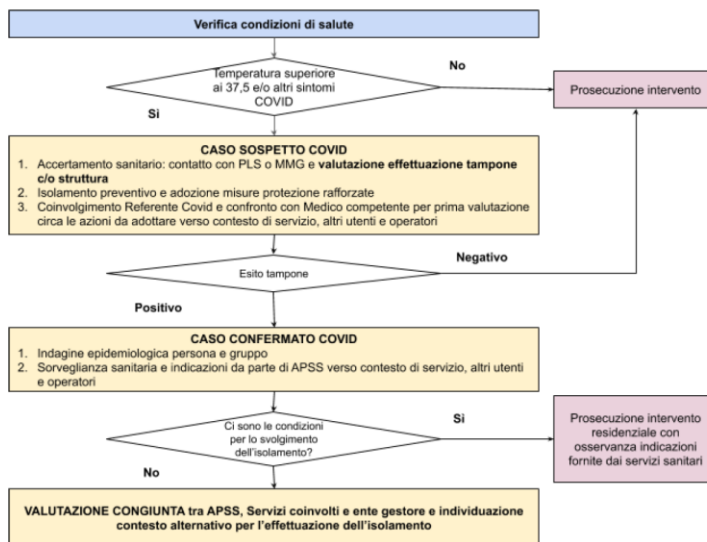 Verifica condizioni di salute
Temperatura superiore
ai 37,5 e/o altri sintomi
COVID
No
Prosecuzione intervento
Sì
CASO SOSPETTO COVID
1. Accertamento sanitario: contatto con PLS o MMG e valutazione effettuazione tampone
c/o struttura
2. Isolamento preventivo e adozione misure protezione rafforzate
3. Coinvolgimento Referente Covid e confronto con Medico competente per prima valutazione
circa le azioni da adottare verso contesto di servizio, altri utenti e operatori
Esito tampone
Negativo
Positivo
CASO CONFERMATO COVID
1. Indagine epidemiologica persona e gruppo
2. Sorveglianza sanitaria e indicazioni da parte di APSS verso contesto di servizio, altri utenti
e operatori
Ci sono le condizioni
per lo svolgimento
dell'isolamento?
Sì
Prosecuzione intervento
residenziale con
osservanza indicazioni
fornite dai servizi sanitari
No
VALUTAZIONE CONGIUNTA tra APSS, Servizi coinvolti e ente gestore e individuazione
contesto alternativo per l'effettuazione dell'isolamento